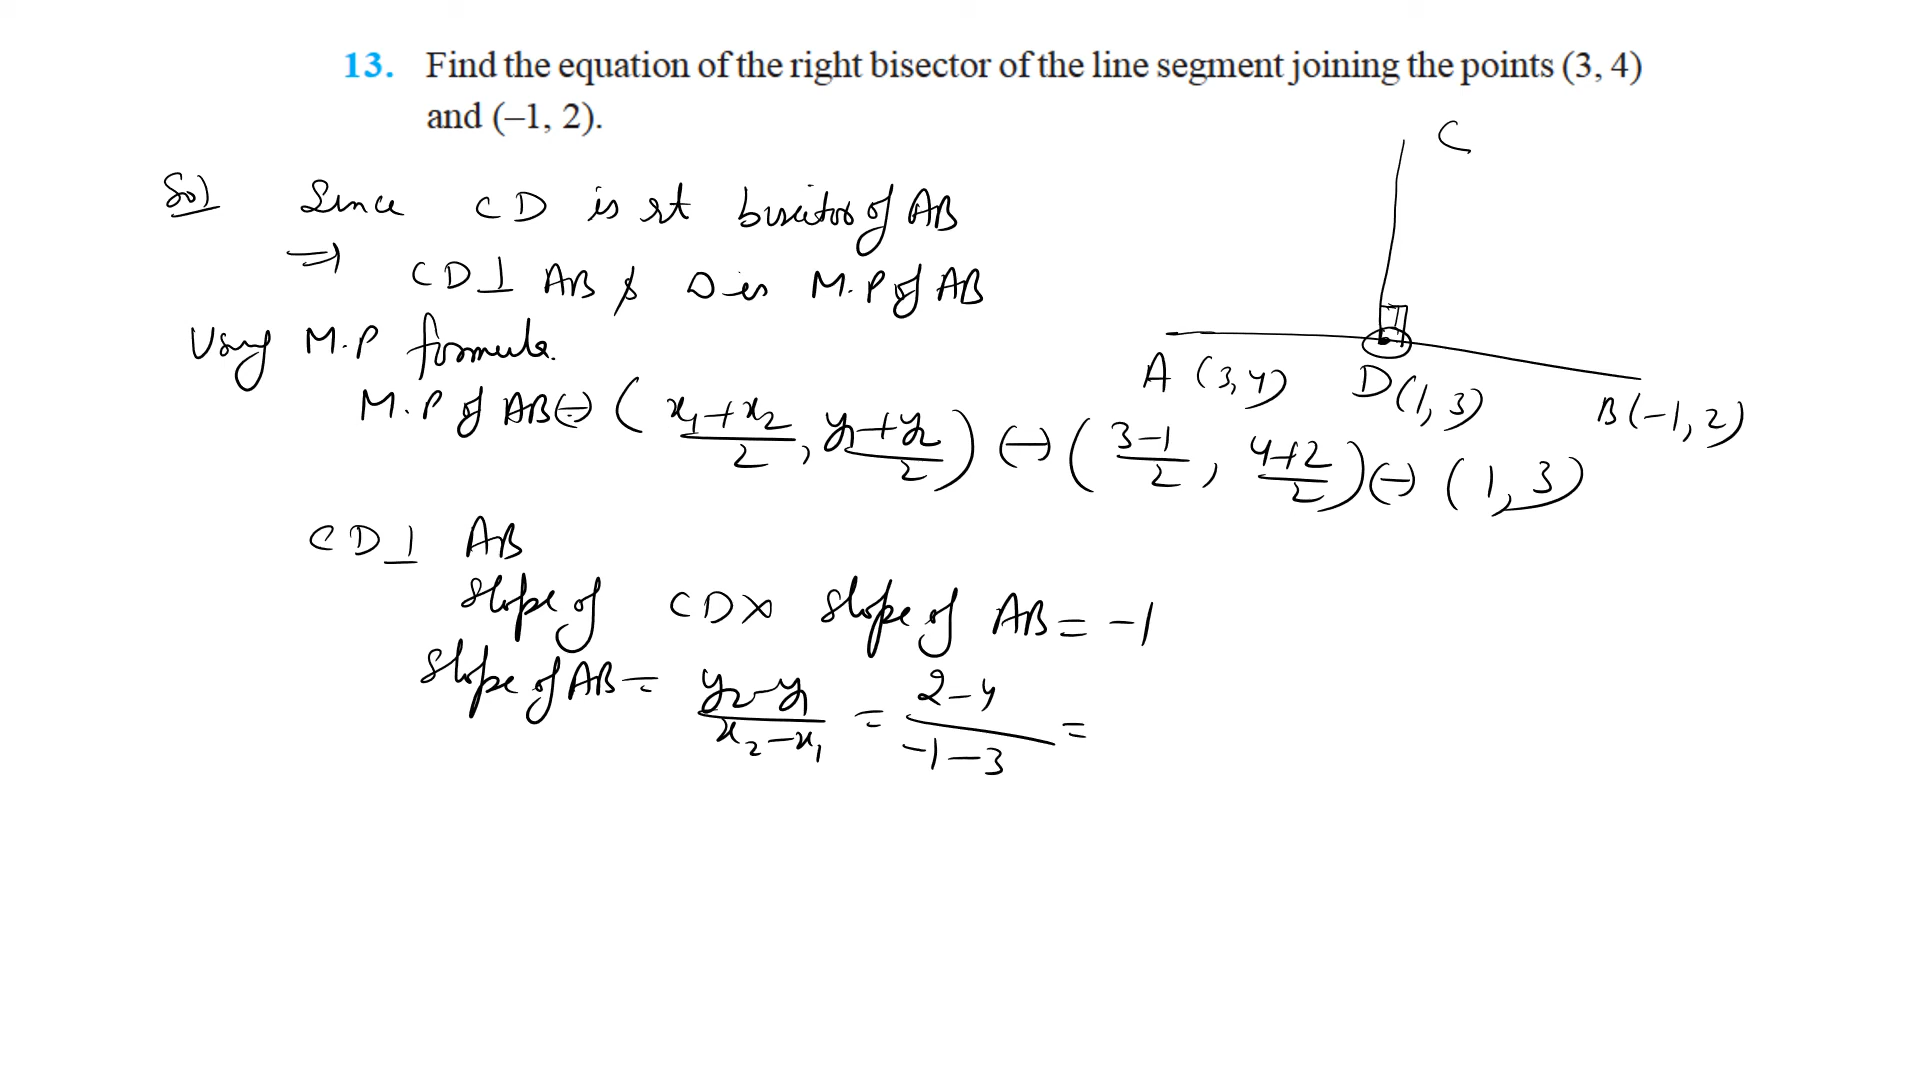 13. Find the equation of the right bisector of the line segment joining the points (3, 4)
and (–1, 2).
C
Sol Since CD is rt bisector of AB
⇒ CD ⊥ AB & D is M.P of AB
Using M.P formula.
A (3, 4) D(1, 3) B(-1, 2)
M.P of AB ↔ ( x₁+x₂/2 , y₁+y₂/2 ) ↔ ( 3-1/2 , 4+2/2 ) ↔ (1, 3)
CD ⊥ AB
slope of CD × slope of AB = -1
slope of AB = y₂-y₁/x₂-x₁ = 2-4/-1-3 =